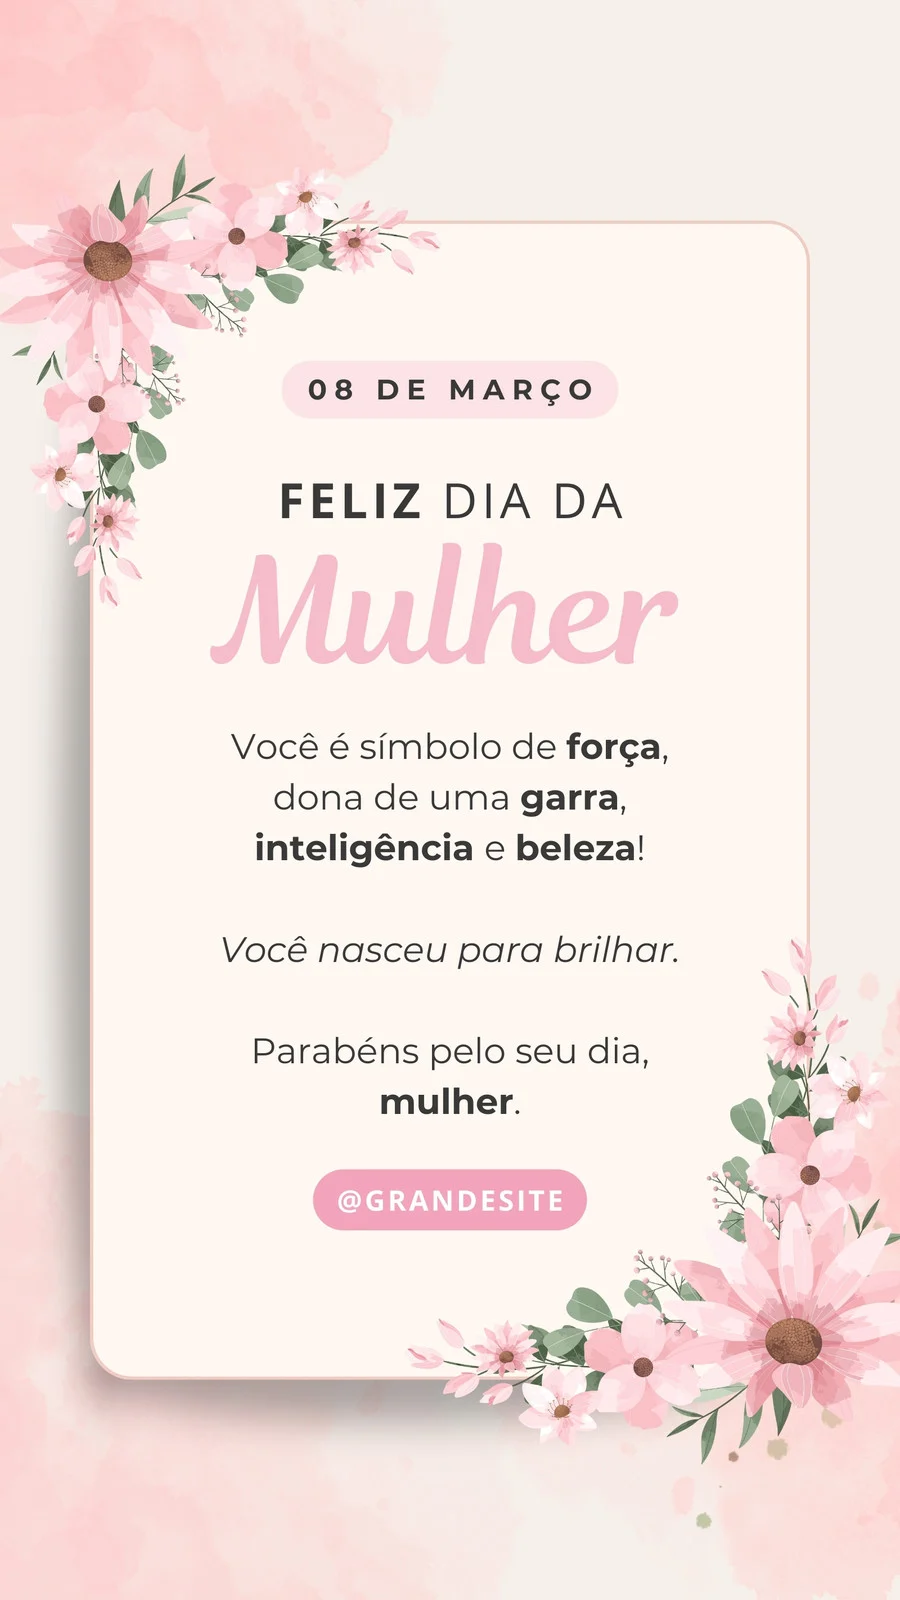 08 DE MARÇO
FELIZ DIA DA
Mulher
Você é símbolo de força,
dona de uma garra,
inteligência e beleza!
Você nasceu para brilhar.
Parabéns pelo seu dia,
mulher.
@GRANDESITE